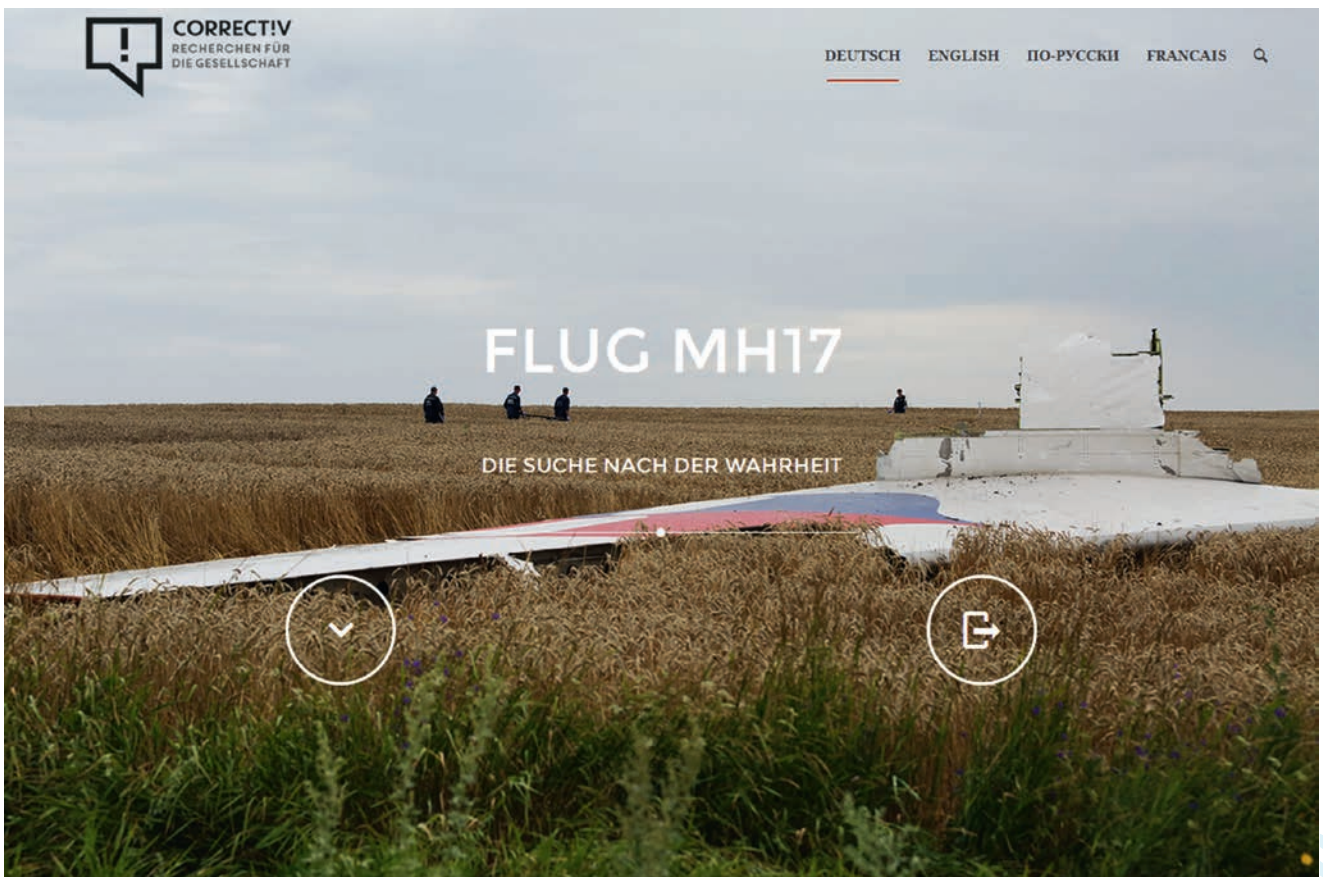 CORRECT!V
RECHERCHEN FÜR
DIE GESELLSCHAFT
DEUTSCH ENGLISH ПО-РУССКИ FRANCAIS
FLUG MH17
DIE SUCHE NACH DER WAHRHEIT